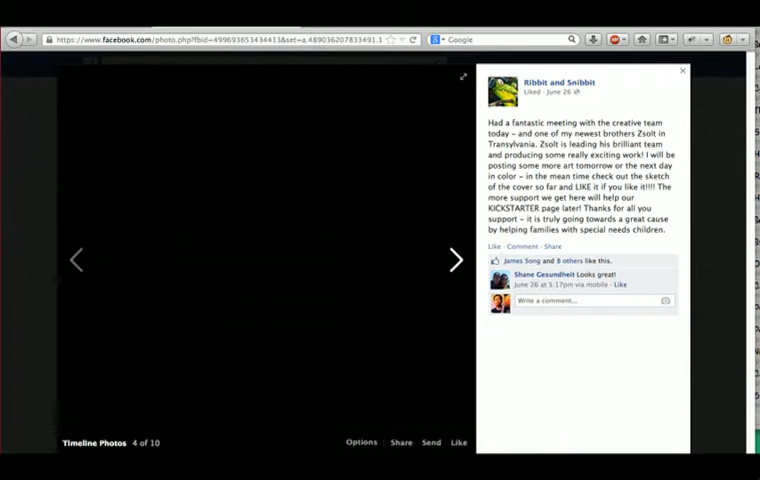 https://www.facebook.com/photo.php?fbid=499693653434413&set=a.489036207833491.1
Google
Ribbit and Snibbit
Liked · June 26
Had a fantastic meeting with the creative team
today - and one of my newest brothers Zsolt in
Transylvania. Zsolt is leading his brilliant team
and producing some really exciting work! I will be
posting some more art tomorrow or the next day
in color - in the mean time check out the sketch
of the cover so far and LIKE it if you like it!!!! The
more support we get here will help our
KICKSTARTER page later! Thanks for all you
support - it is truly going towards a great cause
by helping families with special needs children.
Like · Comment · Share
James Song and 8 others like this.
Shane Gesundheit Looks great!
June 26 at 5:17pm via mobile · Like
Write a comment...
Timeline Photos 4 of 10
Options Share Send Like